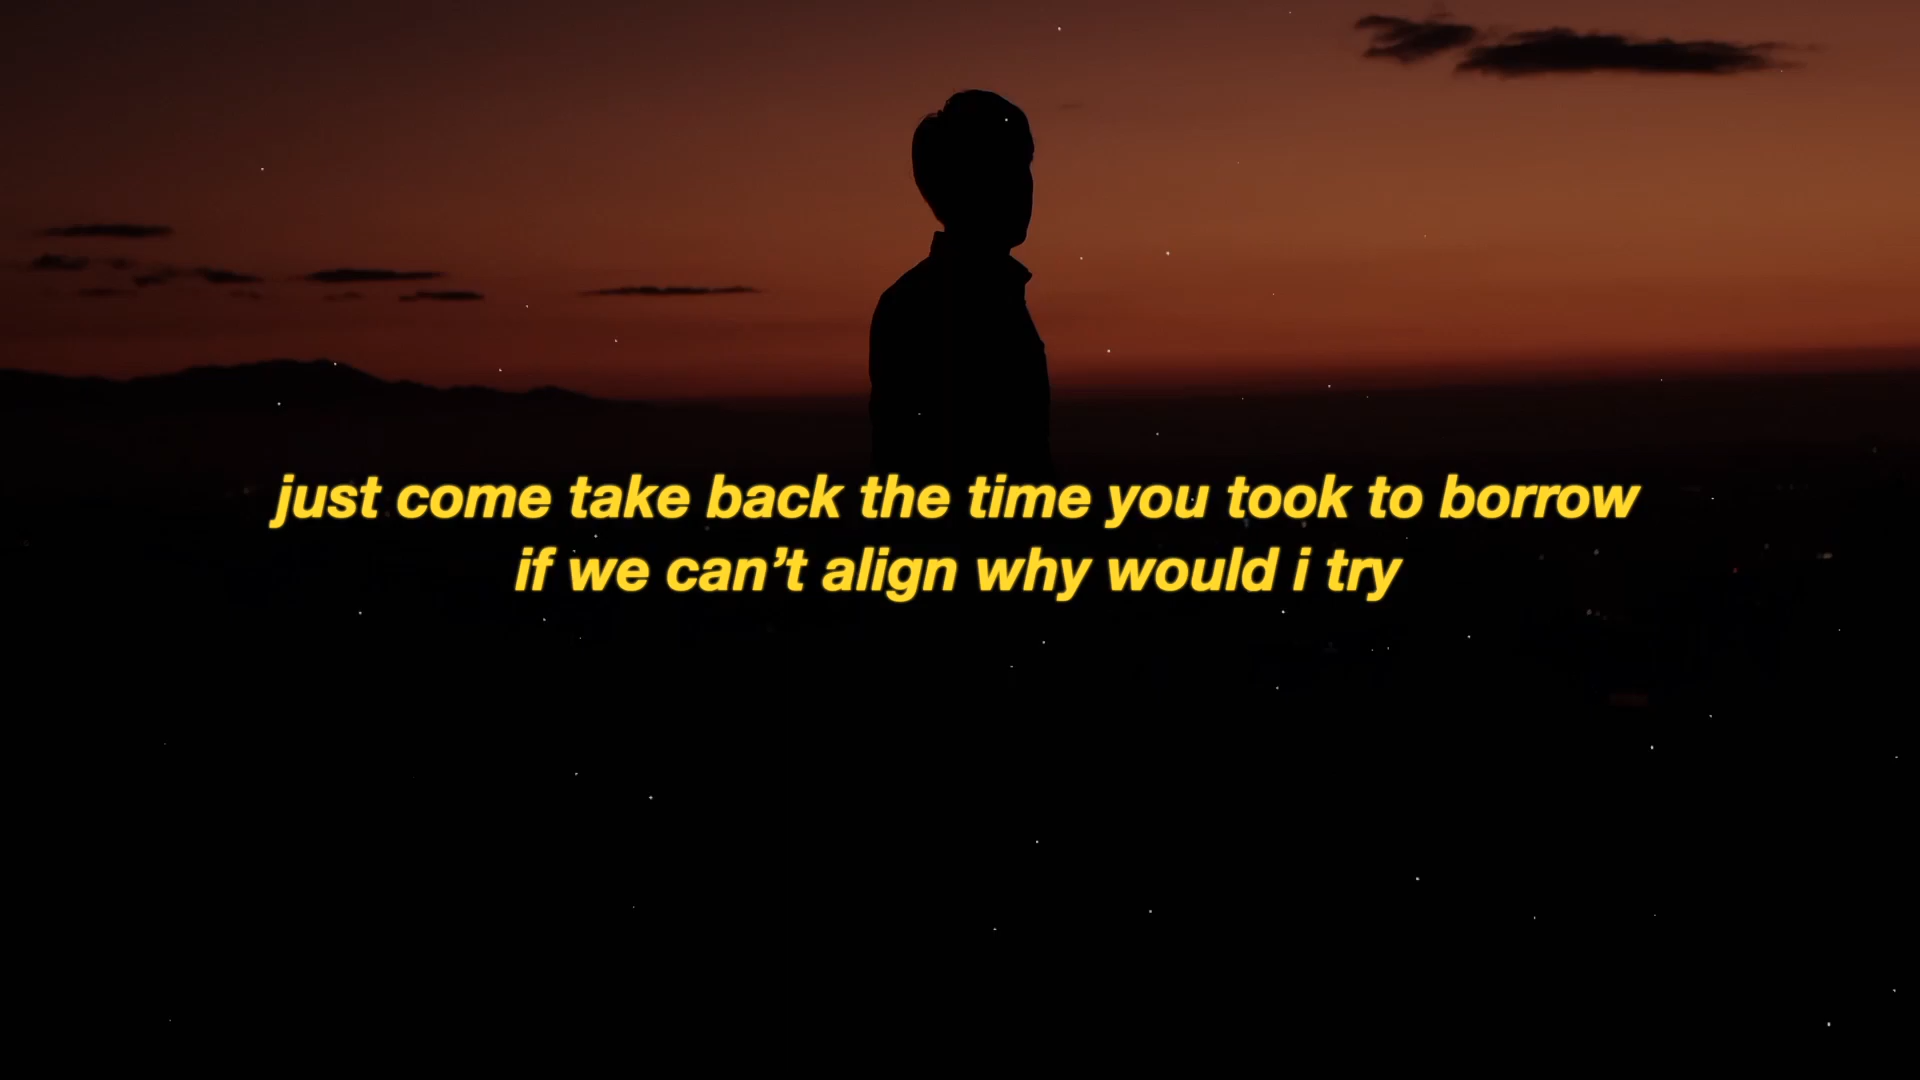 just come take back the time you took to borrow
if we can’t align why would i try